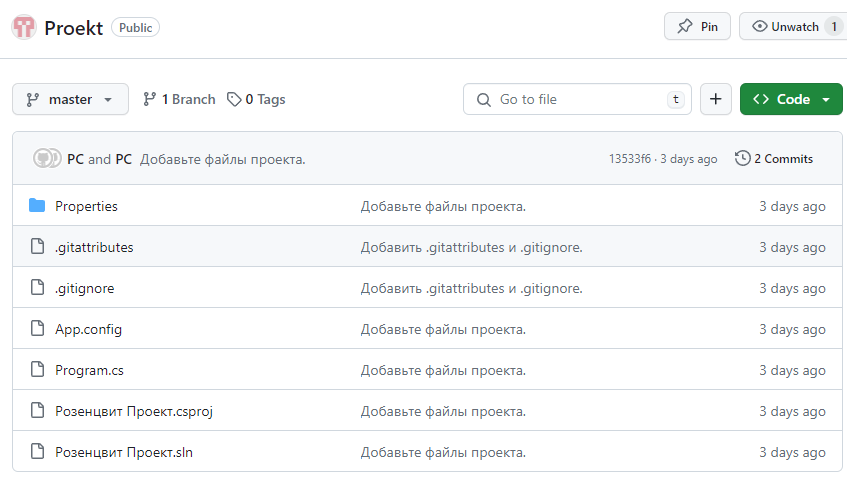 Proekt Public Pin Unwatch 1
master 1 Branch 0 Tags Go to file t + Code
PC and PC Добавьте файлы проекта. 13533f6 · 3 days ago 2 Commits
Properties Добавьте файлы проекта. 3 days ago
.gitattributes Добавить .gitattributes и .gitignore. 3 days ago
.gitignore Добавить .gitattributes и .gitignore. 3 days ago
App.config Добавьте файлы проекта. 3 days ago
Program.cs Добавьте файлы проекта. 3 days ago
Розенцвит Проект.csproj Добавьте файлы проекта. 3 days ago
Розенцвит Проект.sln Добавьте файлы проекта. 3 days ago